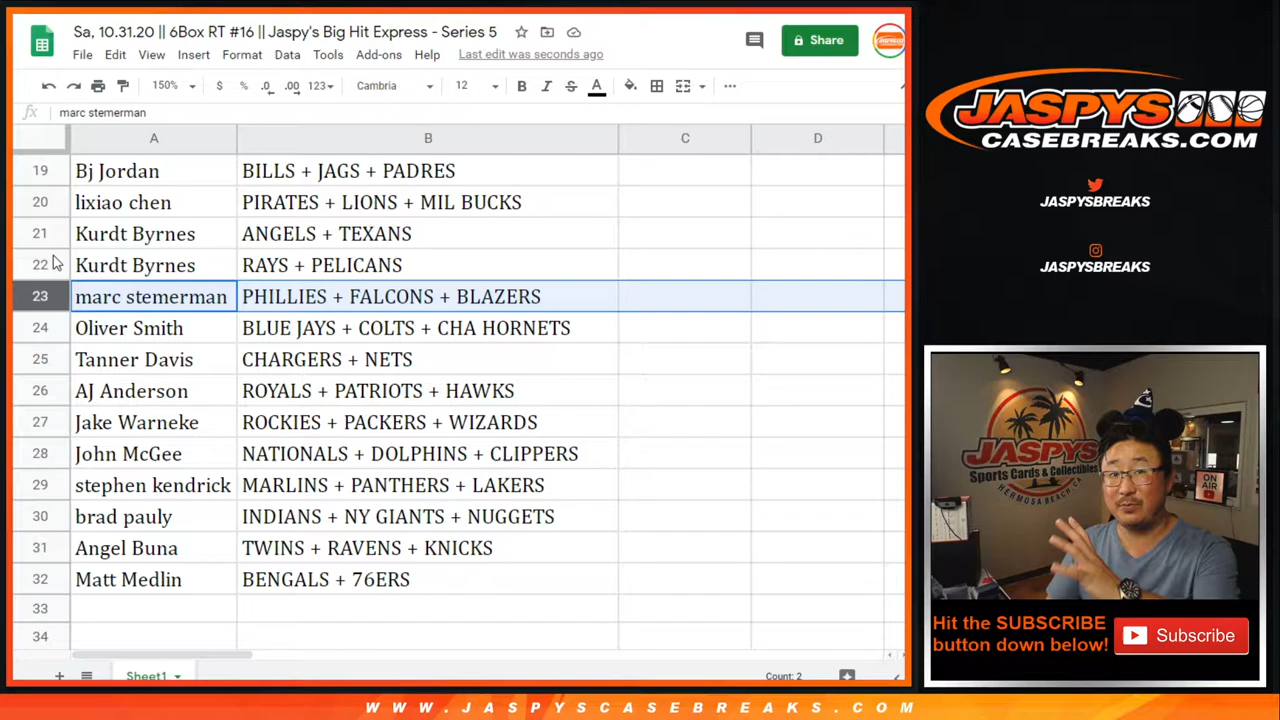 Sa, 10.31.20 || 6Box RT #16 || Jaspy's Big Hit Express - Series 5
File Edit View Insert Format Data Tools Add-ons Help Last edit was seconds ago
Share
150% $ % .0 .00 123 Cambria 12 B I S A
fx marc stemerman
A B C D
19 Bj Jordan BILLS + JAGS + PADRES
20 lixiao chen PIRATES + LIONS + MIL BUCKS
21 Kurdt Byrnes ANGELS + TEXANS
22 Kurdt Byrnes RAYS + PELICANS
23 marc stemerman PHILLIES + FALCONS + BLAZERS
24 Oliver Smith BLUE JAYS + COLTS + CHA HORNETS
25 Tanner Davis CHARGERS + NETS
26 AJ Anderson ROYALS + PATRIOTS + HAWKS
27 Jake Warneke ROCKIES + PACKERS + WIZARDS
28 John McGee NATIONALS + DOLPHINS + CLIPPERS
29 stephen kendrick MARLINS + PANTHERS + LAKERS
30 brad pauly INDIANS + NY GIANTS + NUGGETS
31 Angel Buna TWINS + RAVENS + KNICKS
32 Matt Medlin BENGALS + 76ERS
33
34
Sheet1 Count: 2
JASPYS
CASEBREAKS.COM
JASPYSBREAKS
JASPYSBREAKS
JASPYS
Sports Cards & Collectibles
HERMOSA BEACH CA
ON AIR
Hit the SUBSCRIBE
button down below!
Subscribe
WWW.JASPYSCASEBREAKS.COM